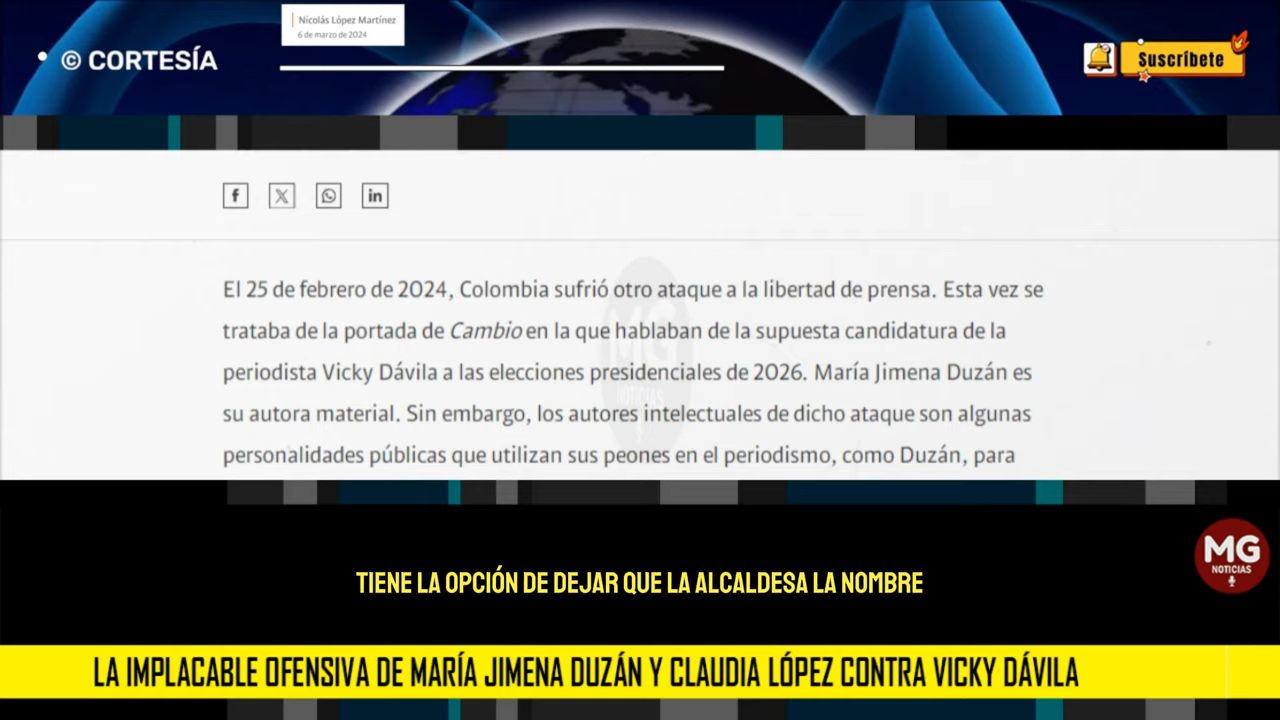 Nicolás López Martínez
6 de marzo de 2024
© CORTESÍA
Suscríbete
El 25 de febrero de 2024, Colombia sufrió otro ataque a la libertad de prensa. Esta vez se
trataba de la portada de Cambio en la que hablaban de la supuesta candidatura de la
periodista Vicky Dávila a las elecciones presidenciales de 2026. María Jimena Duzán es
su autora material. Sin embargo, los autores intelectuales de dicho ataque son algunas
personalidades públicas que utilizan sus peones en el periodismo, como Duzán, para
MG
NOTICIAS
TIENE LA OPCIÓN DE DEJAR QUE LA ALCALDESA LA NOMBRE
MG
NOTICIAS
LA IMPLACABLE OFENSIVA DE MARÍA JIMENA DUZÁN Y CLAUDIA LÓPEZ CONTRA VICKY DÁVILA